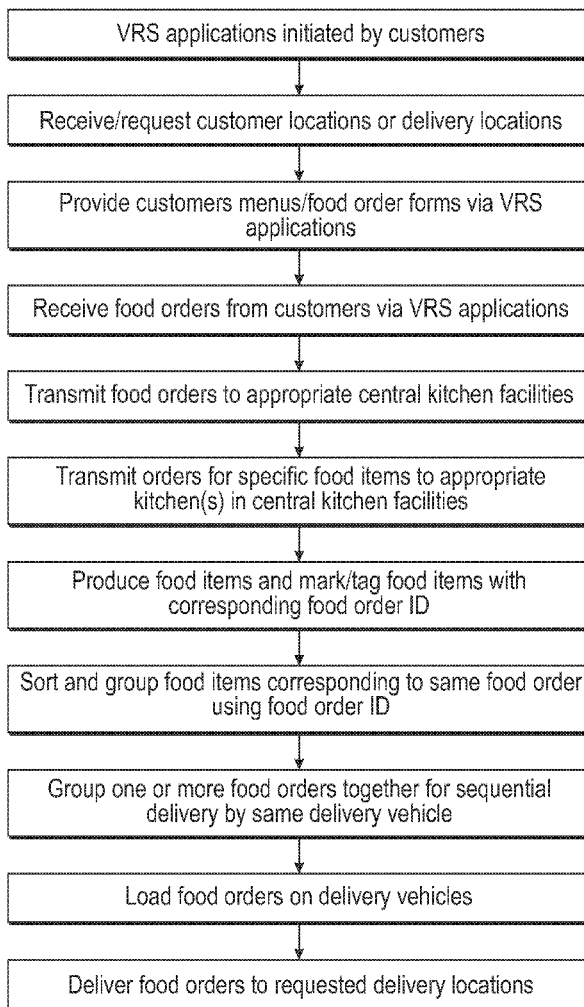 VRS applications initiated by customers
Receive/request customer locations or delivery locations
Provide customers menus/food order forms via VRS
applications
Receive food orders from customers via VRS applications
Transmit food orders to appropriate central kitchen facilities
Transmit orders for specific food items to appropriate
kitchen(s) in central kitchen facilities
Produce food items and mark/tag food items with
corresponding food order ID
Sort and group food items corresponding to same food order
using food order ID
Group one or more food orders together for sequential
delivery by same delivery vehicle
Load food orders on delivery vehicles
Deliver food orders to requested delivery locations